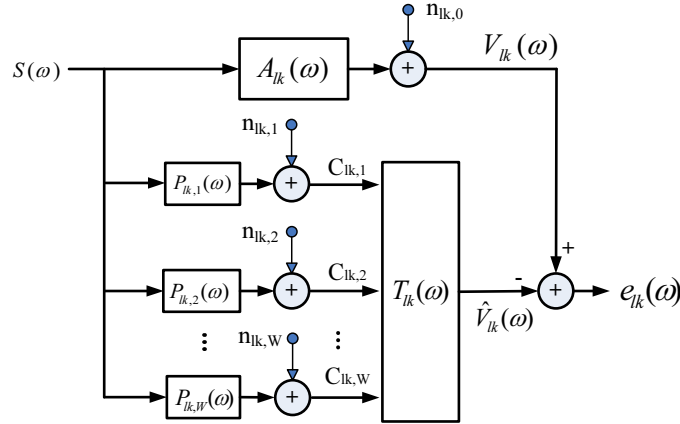 n_lk,0
S(ω)
A_lk(ω)
+
V_lk(ω)
n_lk,1
P_lk,1(ω)
+
C_lk,1
n_lk,2
P_lk,2(ω)
+
C_lk,2
T_lk(ω)
+
-
+
e_lk(ω)
V̂_lk(ω)
n_lk,W
P_lk,W(ω)
+
C_lk,W